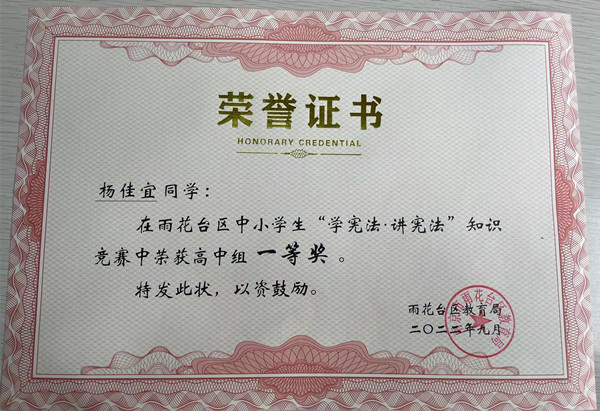 荣誉证书
HONORARY CREDENTIAL
杨佳宜同学：
在雨花台区中小学生“学宪法·讲宪法”知识
竞赛中荣获高中组 一等奖 。
特发此状，以资鼓励。
雨花台区教育局
二〇二二年九月